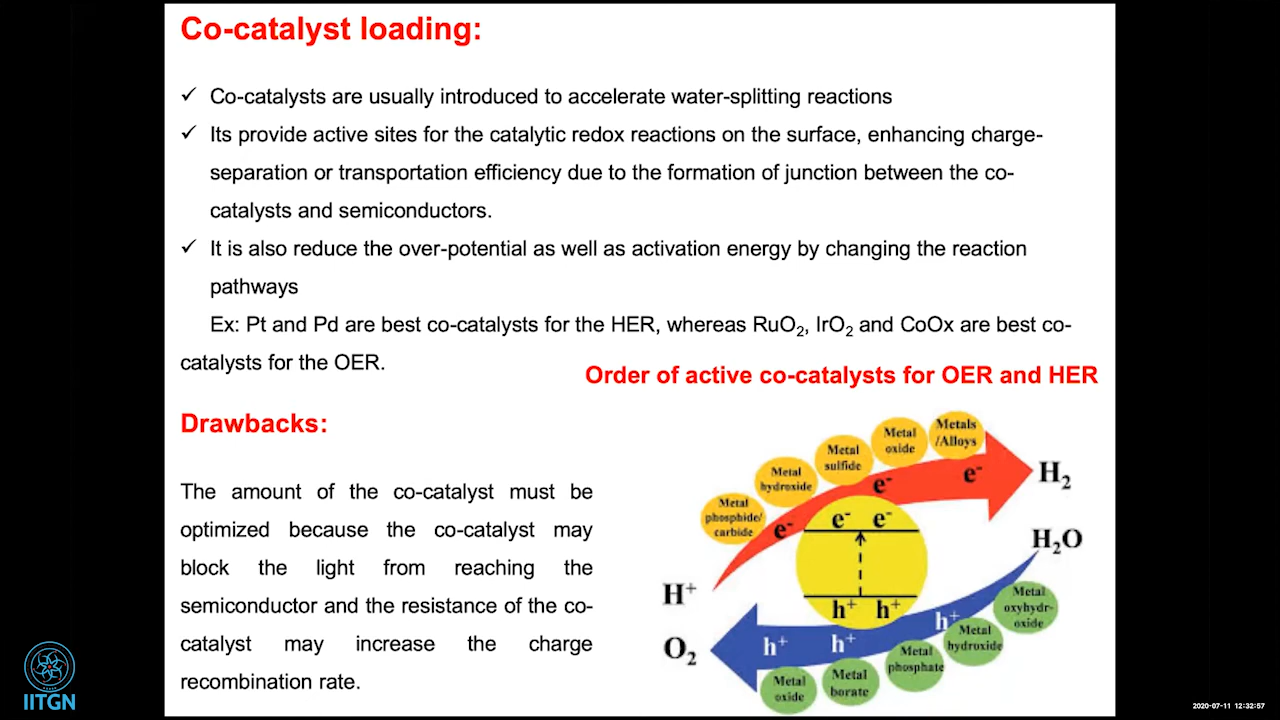 Co-catalyst loading:
✓ Co-catalysts are usually introduced to accelerate water-splitting reactions
✓ Its provide active sites for the catalytic redox reactions on the surface, enhancing charge-
separation or transportation efficiency due to the formation of junction between the co-
catalysts and semiconductors.
✓ It is also reduce the over-potential as well as activation energy by changing the reaction
pathways
Ex: Pt and Pd are best co-catalysts for the HER, whereas RuO₂, IrO₂ and CoOx are best co-
catalysts for the OER.
Order of active co-catalysts for OER and HER
Drawbacks:
The amount of the co-catalyst must be
optimized because the co-catalyst may
block the light from reaching the
semiconductor and the resistance of the co-
catalyst may increase the charge
recombination rate.
Metal
phosphide/
carbide
Metal
hydroxide
Metal
sulfide
Metal
oxide
Metals
/Alloys
e⁻
e⁻
e⁻
H₂
e⁻ e⁻
H₂O
H⁺
h⁺ h⁺
O₂
h⁺
h⁺
h⁺
Metal
oxide
Metal
borate
Metal
phosphate
Metal
hydroxide
Metal
oxyhydr-
oxide
IITGN
2020-07-11 12:32:57